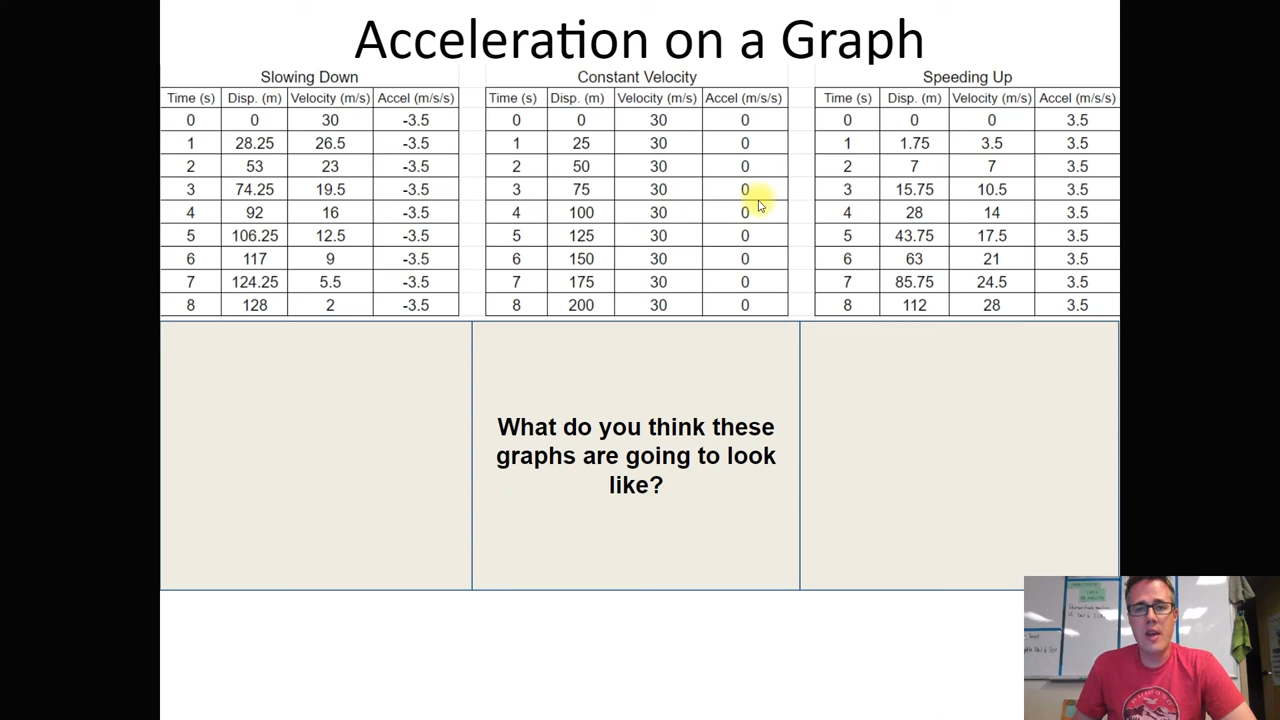 Acceleration on a Graph
Slowing Down
Time (s) Disp. (m) Velocity (m/s) Accel (m/s/s)
0 0 30 -3.5
1 28.25 26.5 -3.5
2 53 23 -3.5
3 74.25 19.5 -3.5
4 92 16 -3.5
5 106.25 12.5 -3.5
6 117 9 -3.5
7 124.25 5.5 -3.5
8 128 2 -3.5
Constant Velocity
Time (s) Disp. (m) Velocity (m/s) Accel (m/s/s)
0 0 30 0
1 25 30 0
2 50 30 0
3 75 30 0
4 100 30 0
5 125 30 0
6 150 30 0
7 175 30 0
8 200 30 0
Speeding Up
Time (s) Disp. (m) Velocity (m/s) Accel (m/s/s)
0 0 0 3.5
1 1.75 3.5 3.5
2 7 7 3.5
3 15.75 10.5 3.5
4 28 14 3.5
5 43.75 17.5 3.5
6 63 21 3.5
7 85.75 24.5 3.5
8 112 28 3.5
What do you think these
graphs are going to look
like?